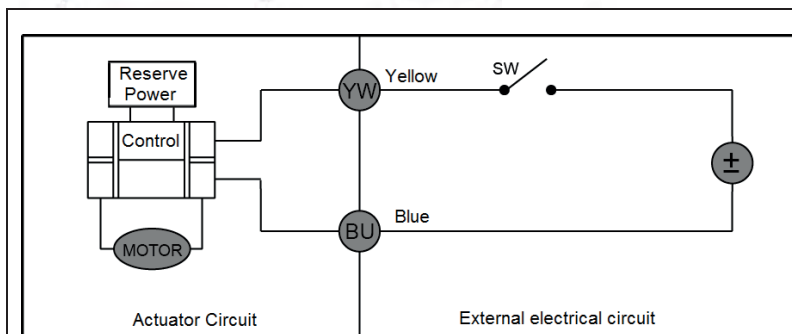 Reserve
Power
Control
MOTOR
YW
Yellow
SW
±
BU
Blue
Actuator Circuit
External electrical circuit